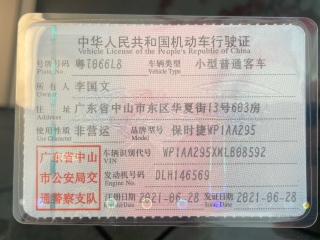 中华人民共和国机动车行驶证
Vehicle License of the People's Republic of China
号牌号码 粤T066L8 车辆类型 小型普通客车
Plate No. Vehicle Type
所有人 李国文
Owner
住址 广东省中山市东区华夏街13号603房
Address
使用性质 非营运 品牌型号 保时捷WP1AA295
Use Character Model
广东省中山
市公安局交
通警察支队
车辆识别代号 WP1AA295XMLB08592
VIN
发动机号码 DLH146569
Engine No.
注册日期 2021-06-28 发证日期 2021-06-28
Register Date Issue Date